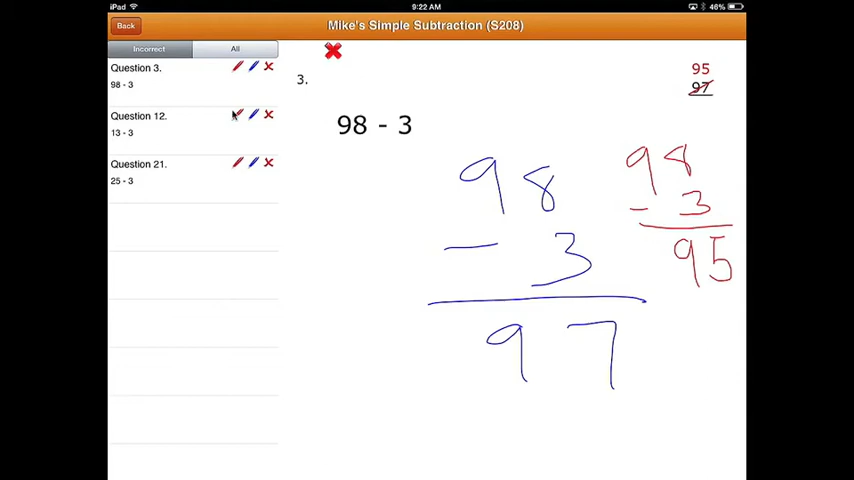 iPad 9:22 AM 46%
Back Mike's Simple Subtraction (S208)
Incorrect All
Question 3.
98 - 3
Question 12.
13 - 3
Question 21.
25 - 3
3.
95
97
98 - 3
98
- 3
97
98
- 3
95